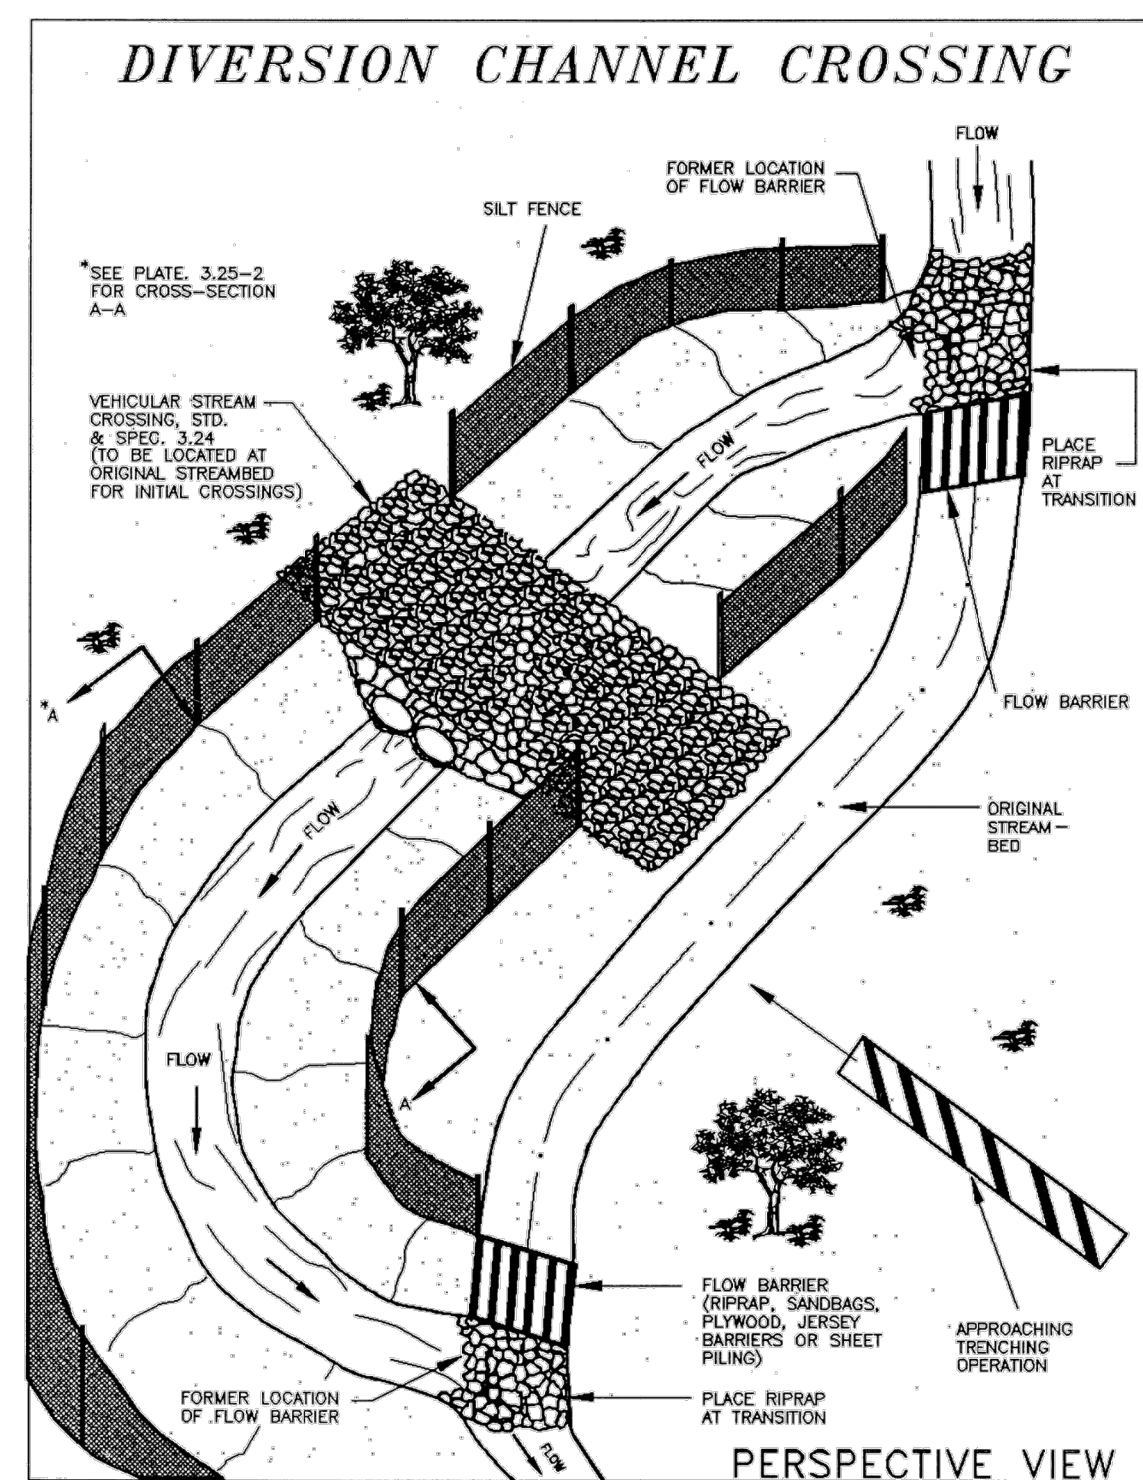 DIVERSION CHANNEL CROSSING
FLOW
FORMER LOCATION
OF FLOW BARRIER
SILT FENCE
*SEE PLATE. 3.25-2
FOR CROSS-SECTION
A-A
VEHICULAR STREAM
CROSSING, STD.
& SPEC. 3.24
(TO BE LOCATED AT
ORIGINAL STREAMBED
FOR INITIAL CROSSINGS)
FLOW
PLACE
RIPRAP
AT
TRANSITION
*A
FLOW BARRIER
FLOW
ORIGINAL
STREAM-
BED
FLOW
A
FLOW BARRIER
(RIPRAP, SANDBAGS,
PLYWOOD, JERSEY
BARRIERS OR SHEET
PILING)
APPROACHING
TRENCHING
OPERATION
FORMER LOCATION
OF FLOW BARRIER
PLACE RIPRAP
AT TRANSITION
FLOW
PERSPECTIVE VIEW